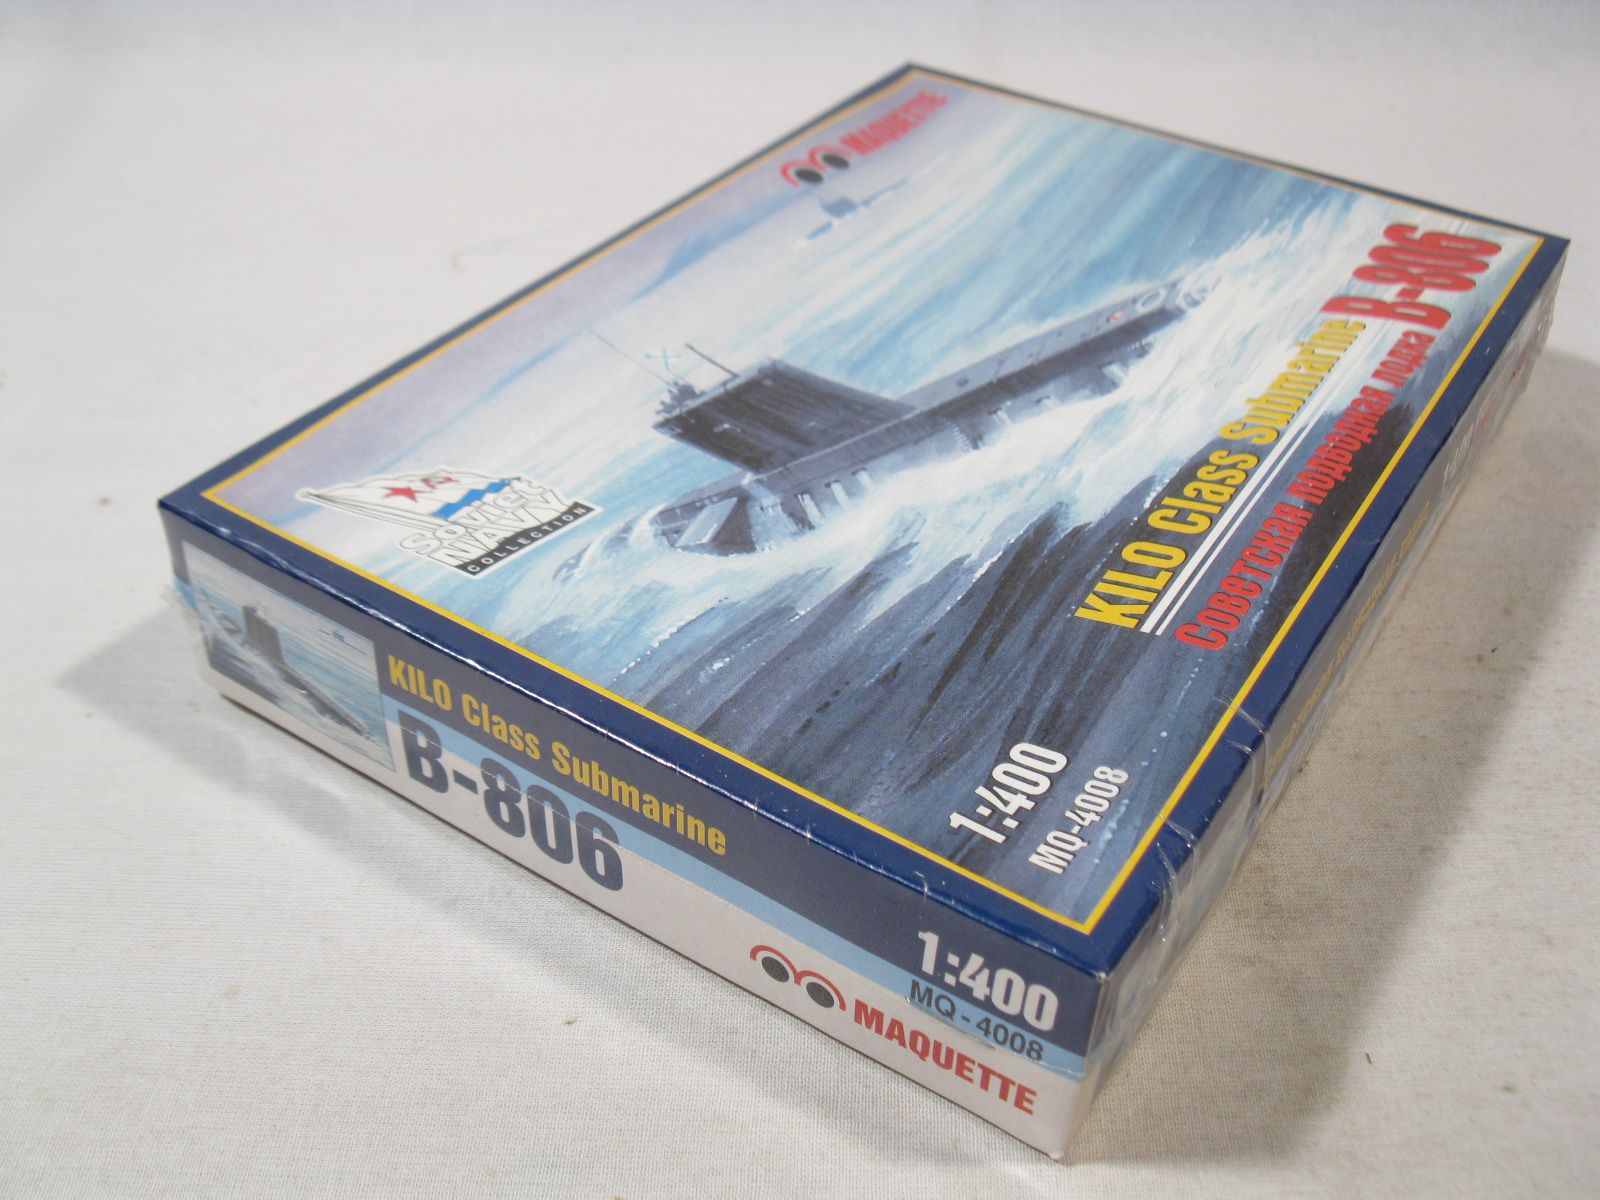 MAQUETTE
Soviet
NAVY
COLLECTION
KILO Class Submarine B-806
Советская подводная лодка B-806
1:400
MQ-4008
KILO Class Submarine
B-806
1:400
MQ-4008
MAQUETTE